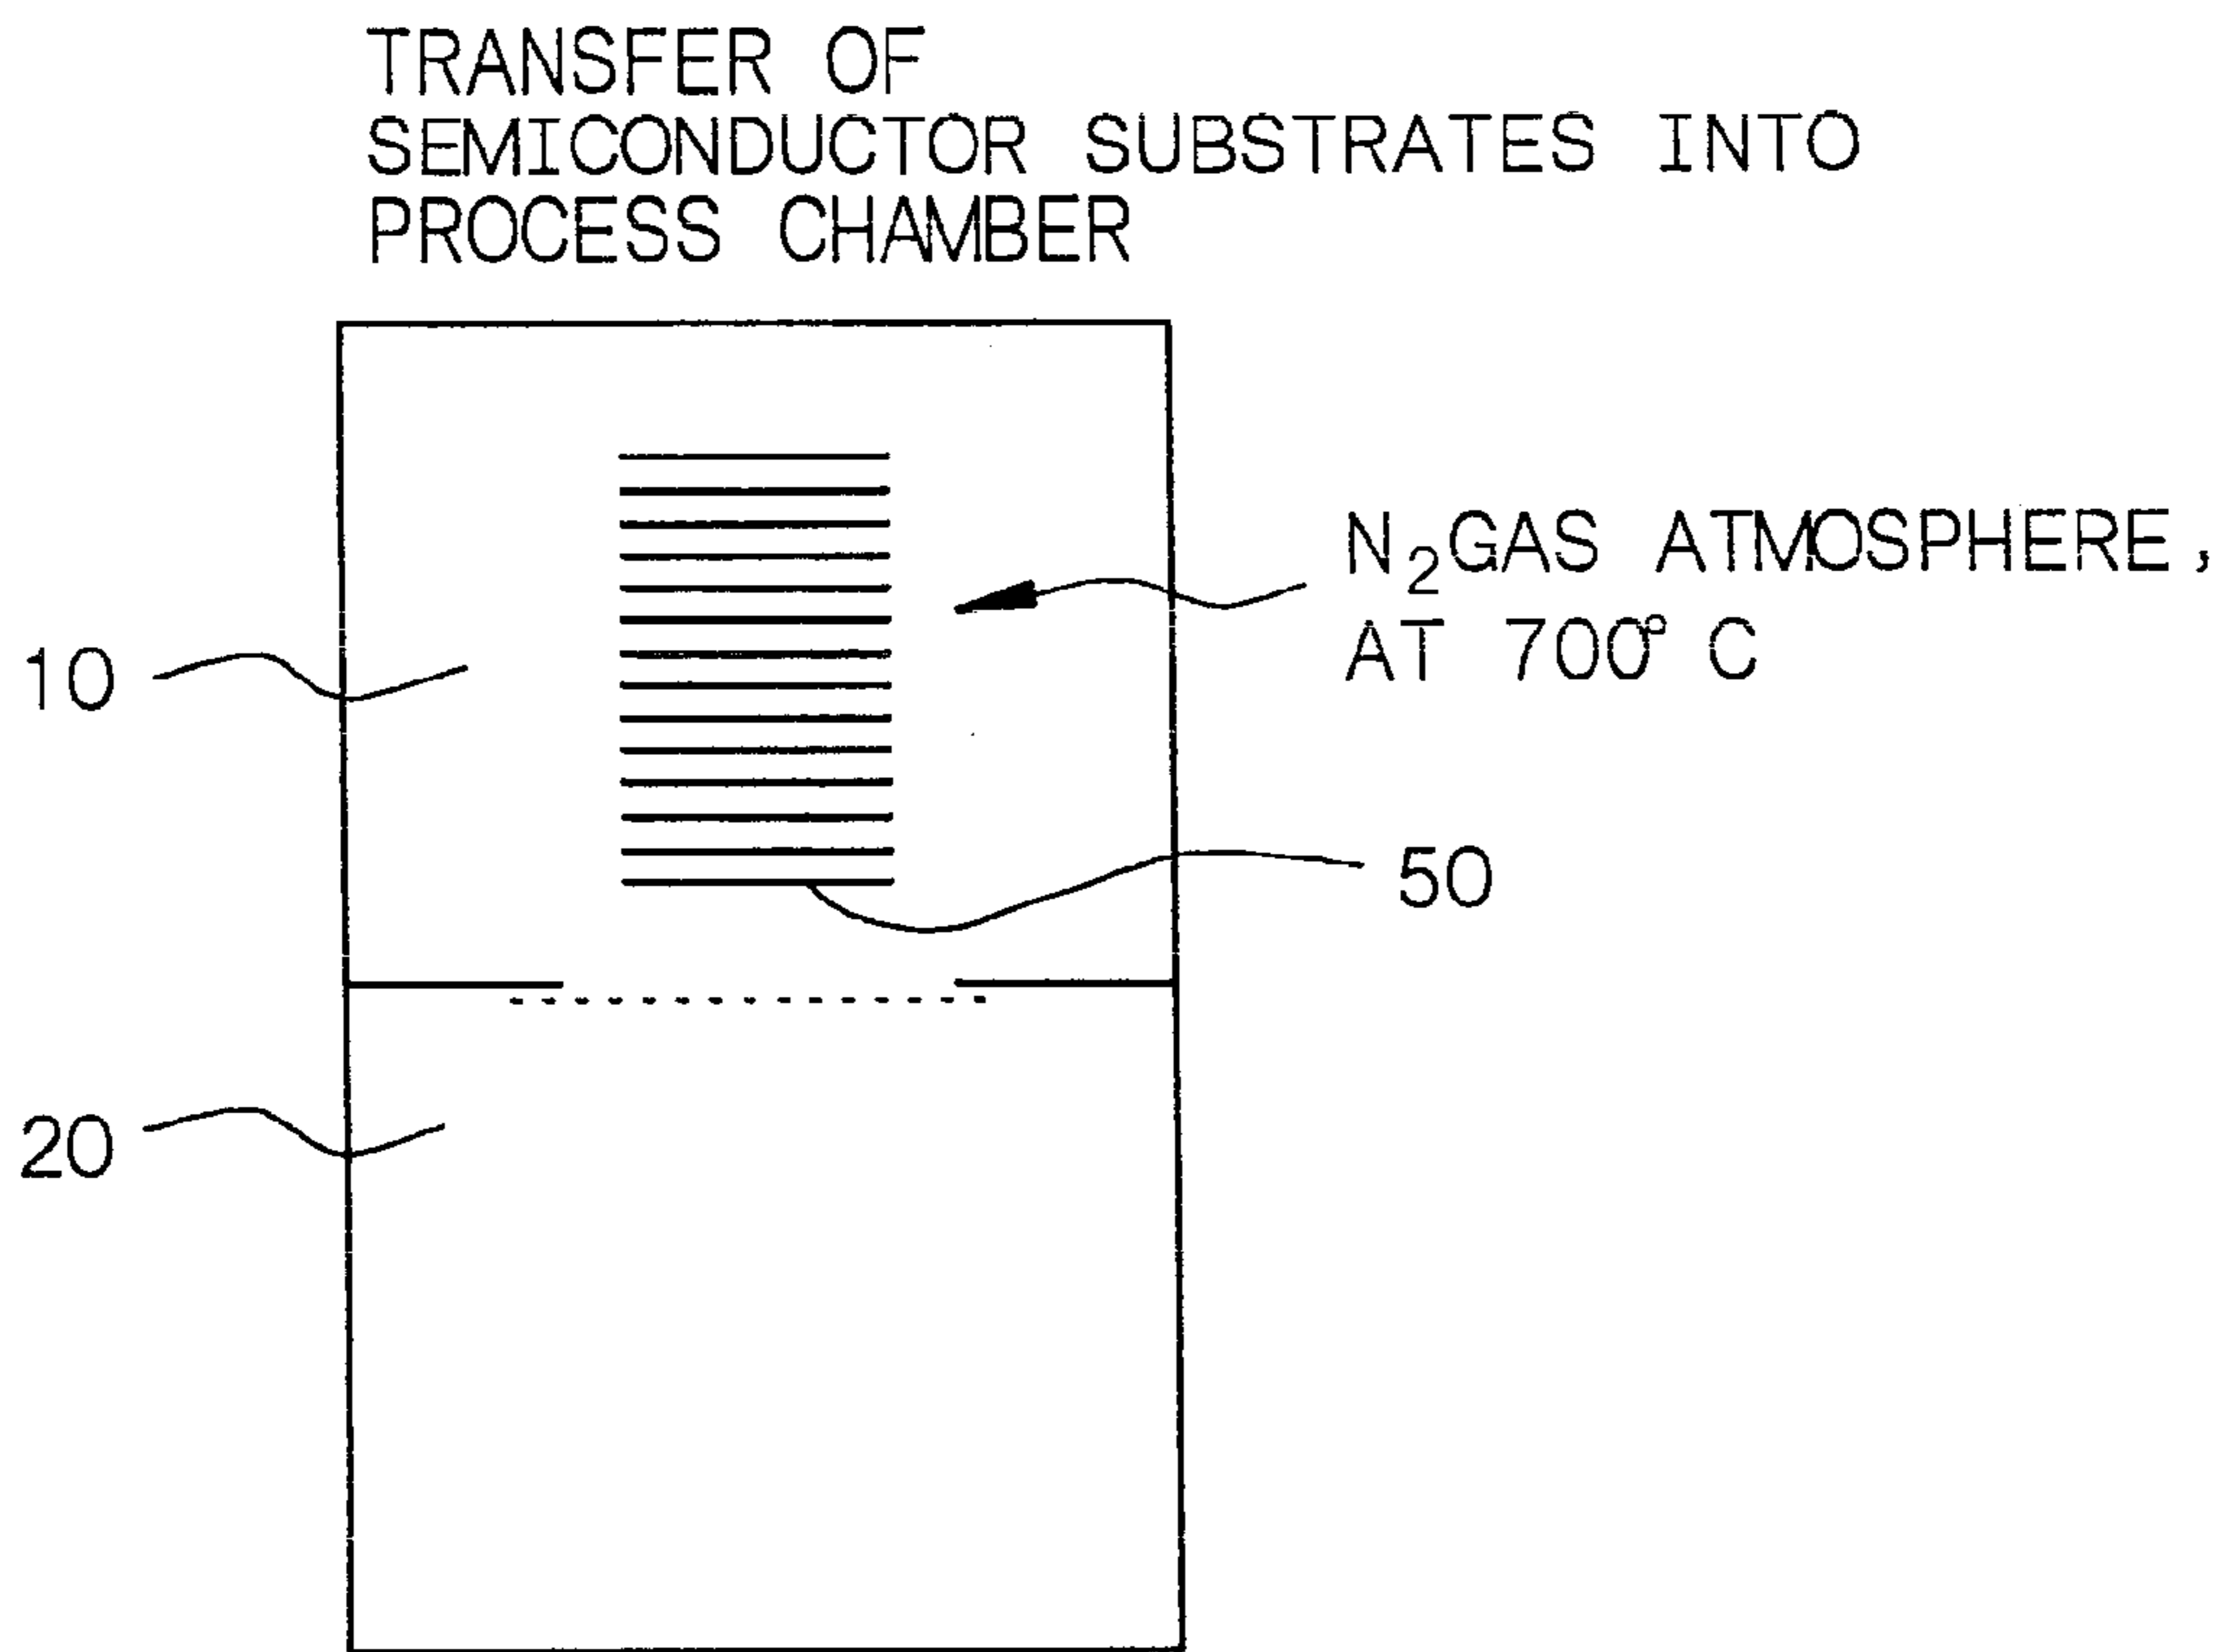 TRANSFER OF
SEMICONDUCTOR SUBSTRATES INTO
PROCESS CHAMBER
N₂GAS ATMOSPHERE,
AT 700° C
10
50
20